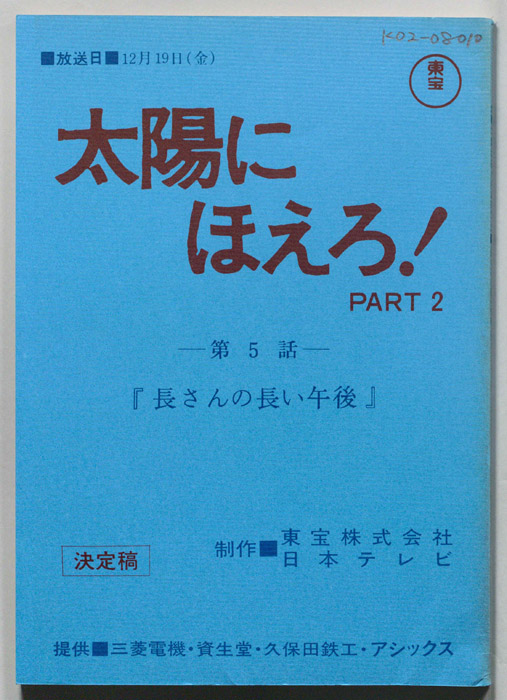 K02-08010
■放送日■12月19日(金)
東宝
太陽に
ほえろ!
PART 2
—第5話—
『長さんの長い午後』
制作■東宝株式会社
日本テレビ
決定稿
提供■三菱電機・資生堂・久保田鉄工・アシックス